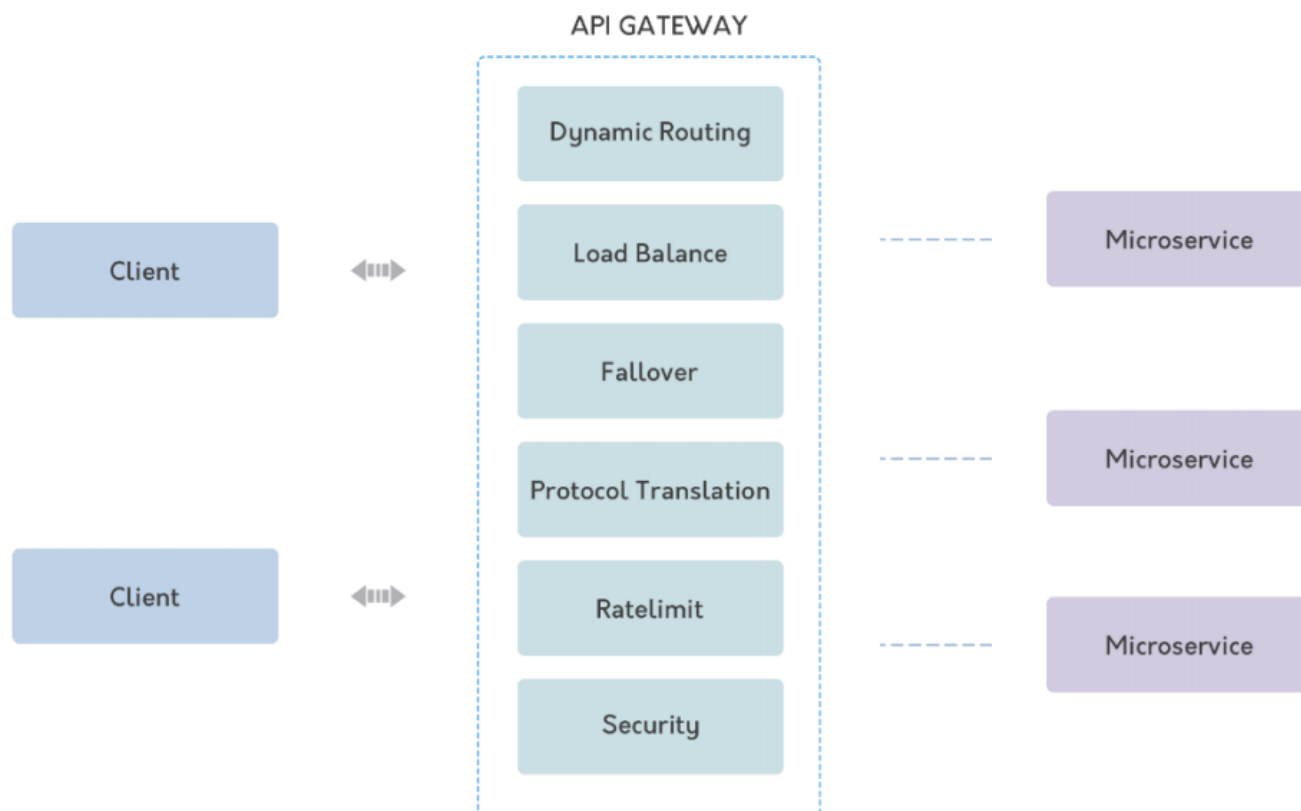 API GATEWAY
Dynamic Routing
Load Balance
Fallover
Protocol Translation
Ratelimit
Security
Client
Client
Microservice
Microservice
Microservice